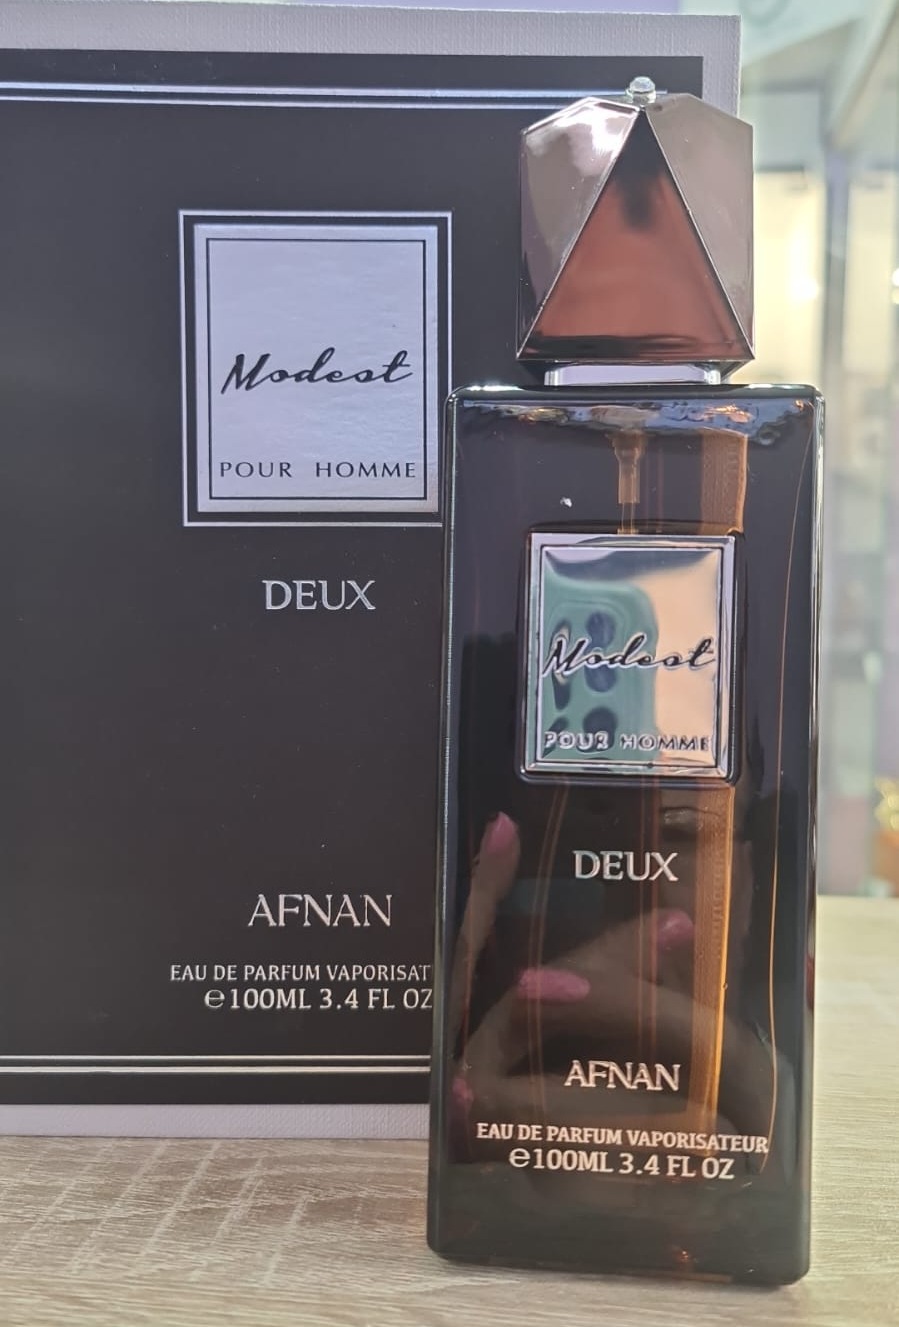 Modest
POUR HOMME
DEUX
AFNAN
EAU DE PARFUM VAPORISAT
℮100ML 3.4 FL OZ
Modest
POUR HOMME
DEUX
AFNAN
EAU DE PARFUM VAPORISATEUR
℮100ML 3.4 FL OZ